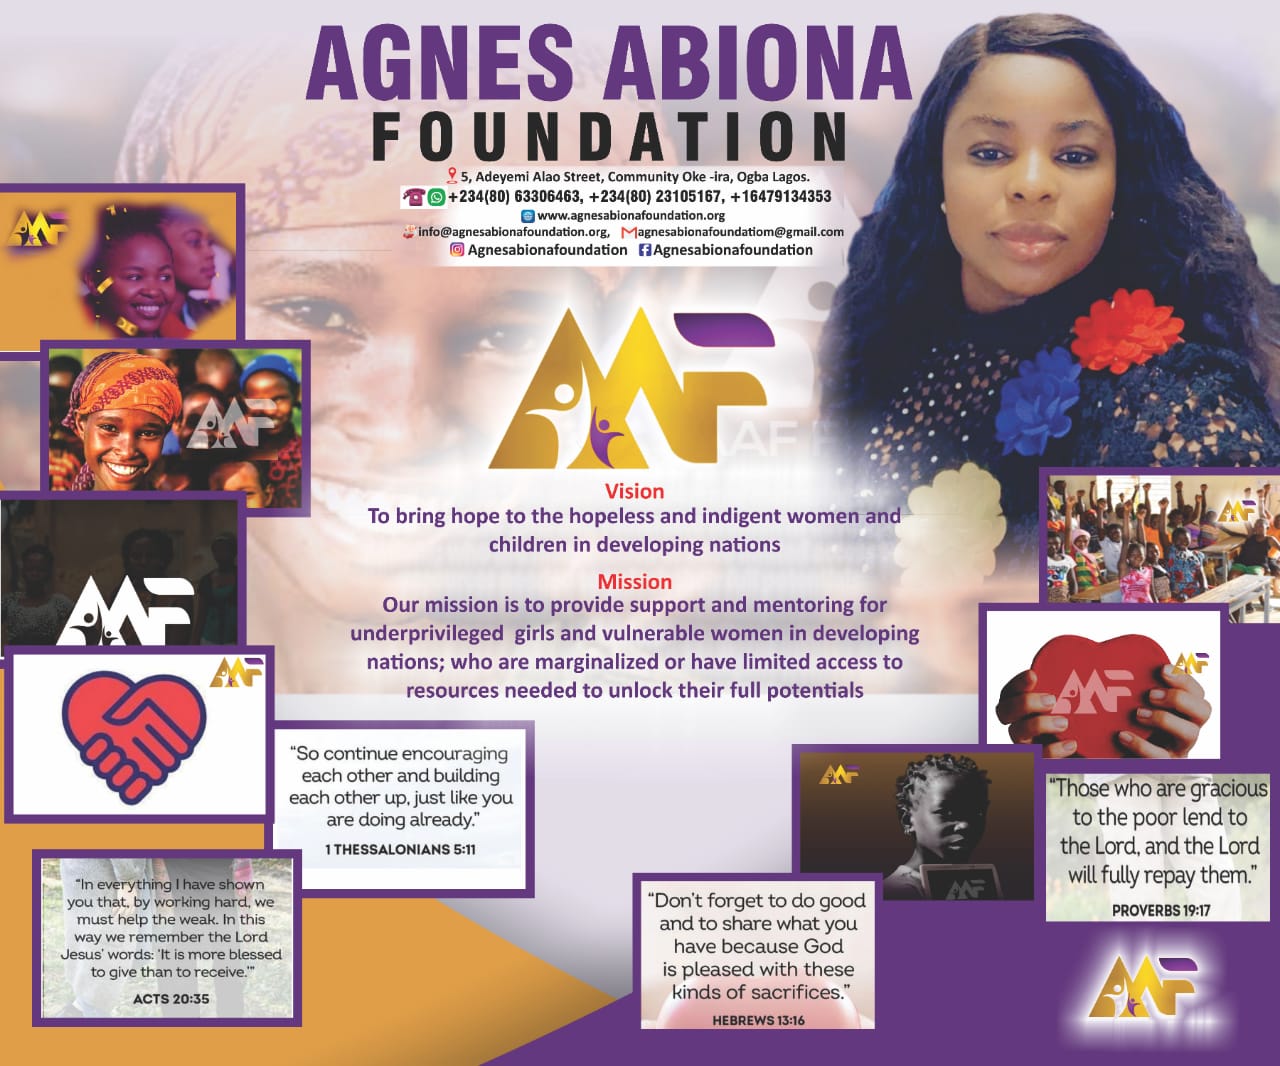 AGNES ABIONA
FOUNDATION
5, Adeyemi Alao Street, Community Oke -ira, Ogba Lagos.
+234(80) 63306463, +234(80) 23105167, +16479134353
www.agnesabionafoundation.org
info@agnesabionafoundation.org, agnesabionafoundatiom@gmail.com
Agnesabionafoundation Agnesabionafoundation
Vision
To bring hope to the hopeless and indigent women and
children in developing nations
Mission
Our mission is to provide support and mentoring for
underprivileged girls and vulnerable women in developing
nations; who are marginalized or have limited access to
resources needed to unlock their full potentials
“So continue encouraging
each other and building
each other up, just like you
are doing already.”
1 THESSALONIANS 5:11
“In everything I have shown
you that, by working hard, we
must help the weak. In this
way we remember the Lord
Jesus’ words: ‘It is more blessed
to give than to receive.’”
ACTS 20:35
“Don’t forget to do good
and to share what you
have because God
is pleased with these
kinds of sacrifices.”
HEBREWS 13:16
“Those who are gracious
to the poor lend to
the Lord, and the Lord
will fully repay them.”
PROVERBS 19:17